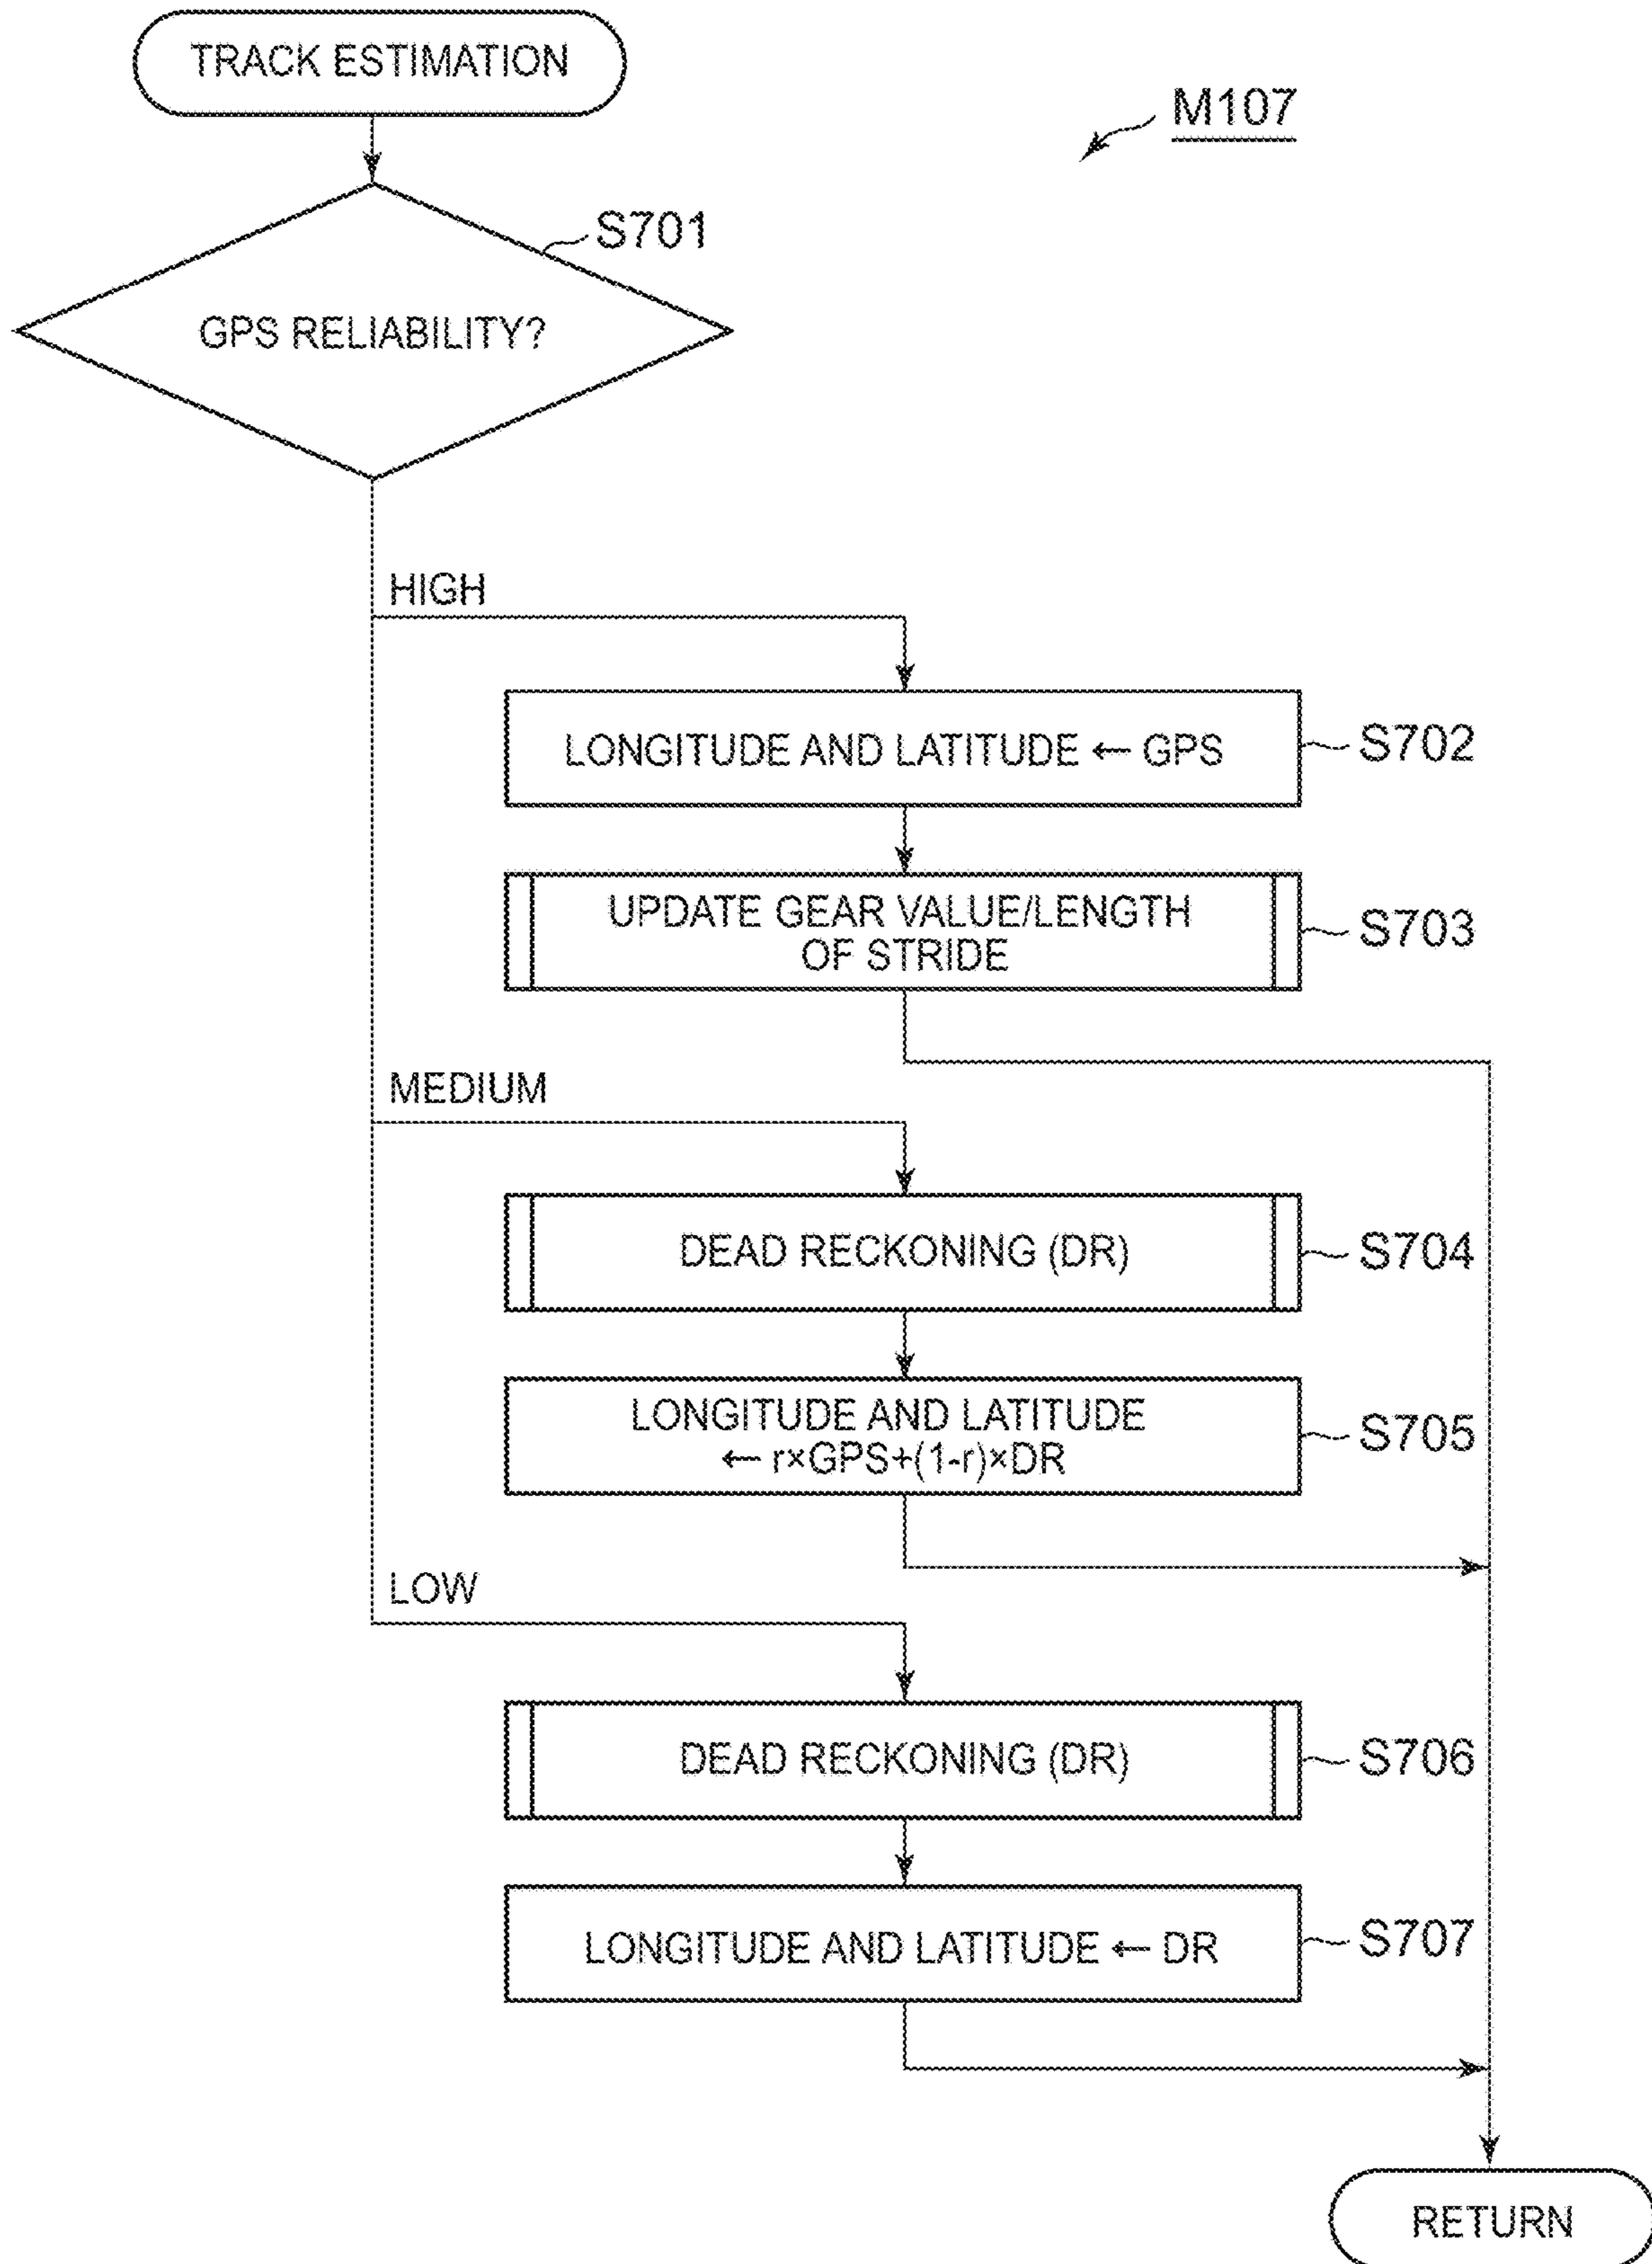 TRACK ESTIMATION
M107
S701
GPS RELIABILITY?
HIGH
LONGITUDE AND LATITUDE ← GPS
S702
UPDATE GEAR VALUE/LENGTH
OF STRIDE
S703
MEDIUM
DEAD RECKONING (DR)
S704
LONGITUDE AND LATITUDE
← r×GPS+(1-r)×DR
S705
LOW
DEAD RECKONING (DR)
S706
LONGITUDE AND LATITUDE ← DR
S707
RETURN